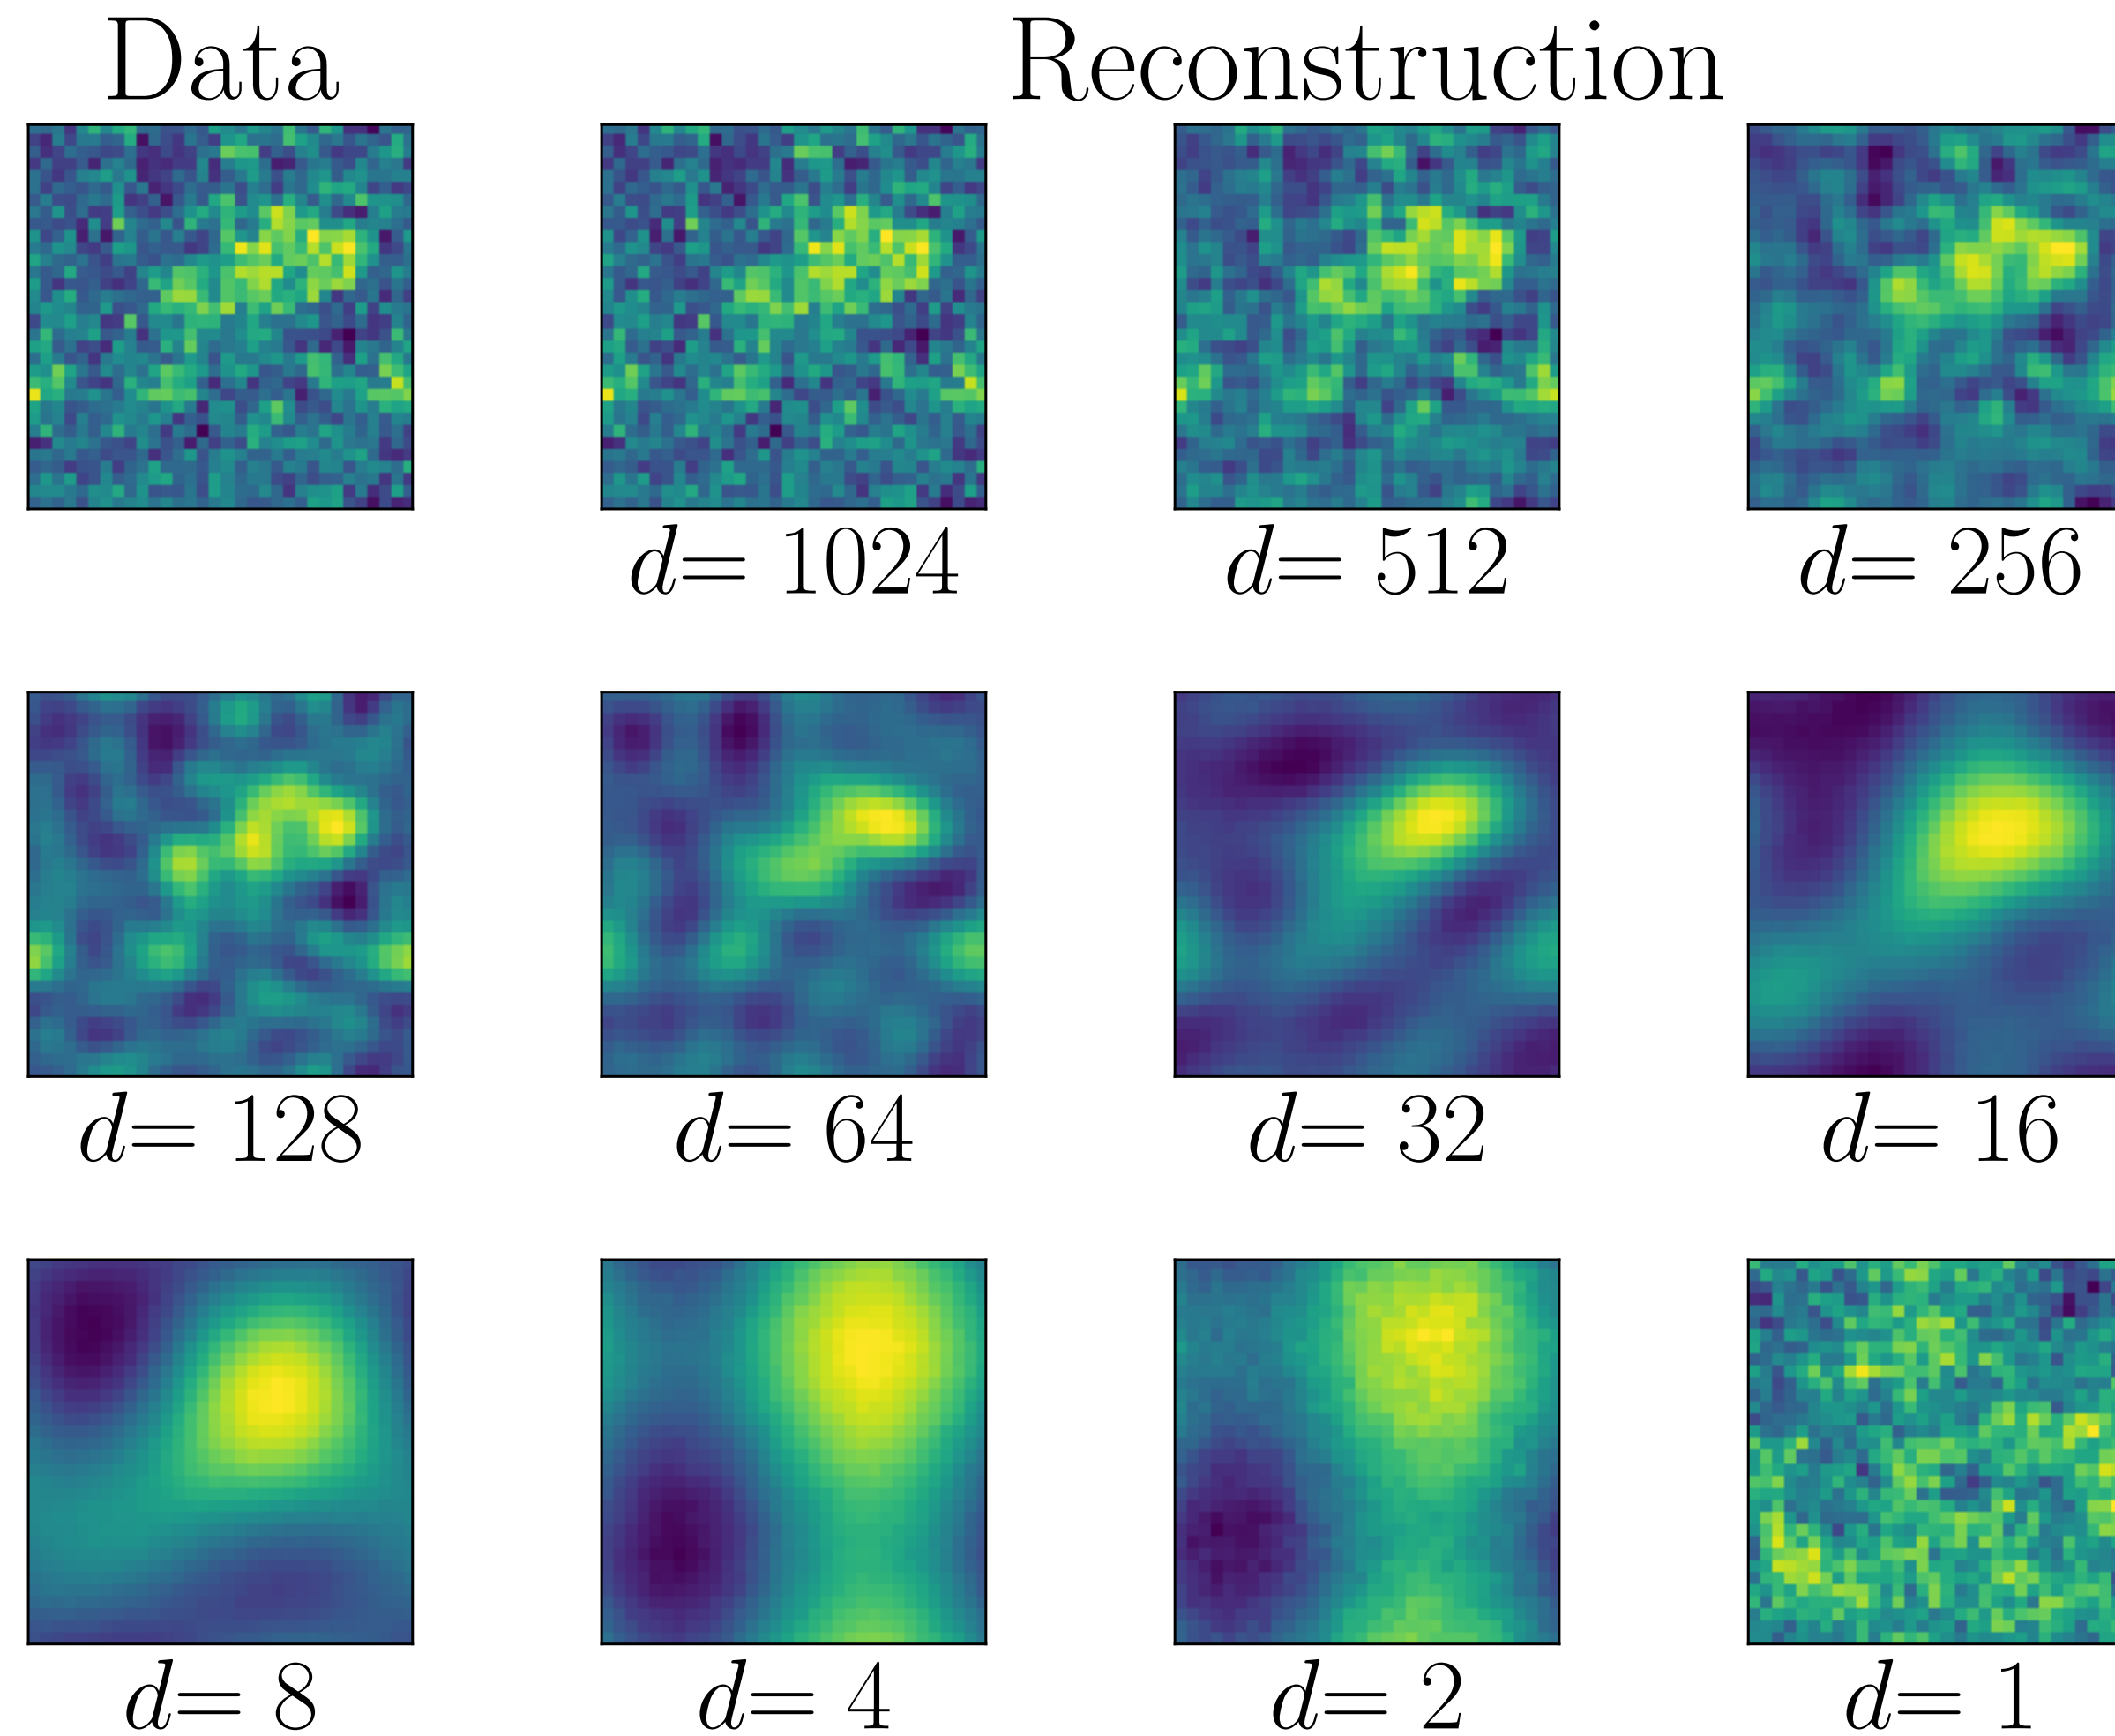 Data
Reconstruction
d= 1024
d= 512
d= 256
d= 128
d= 64
d= 32
d= 16
d= 8
d= 4
d= 2
d= 1